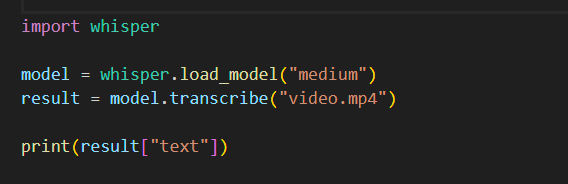 import whisper
model = whisper.load_model("medium")
result = model.transcribe("video.mp4")
print(result["text"])